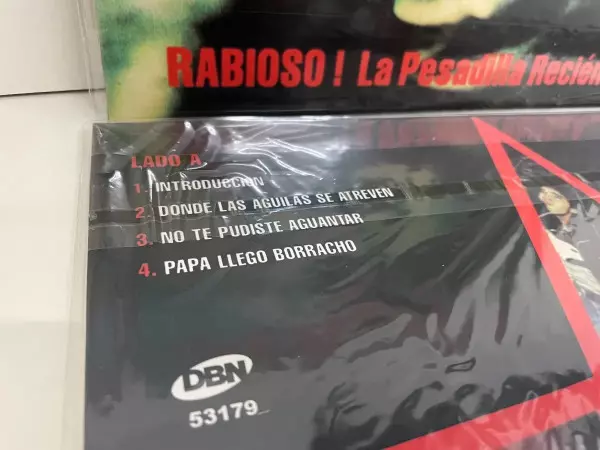 RABIOSO! La Pesadilla Recién
LADO A
1. INTRODUCCION
2. DONDE LAS AGUILAS SE ATREVEN
3. NO TE PUDISTE AGUANTAR
4. PAPA LLEGO BORRACHO
DBN
53179